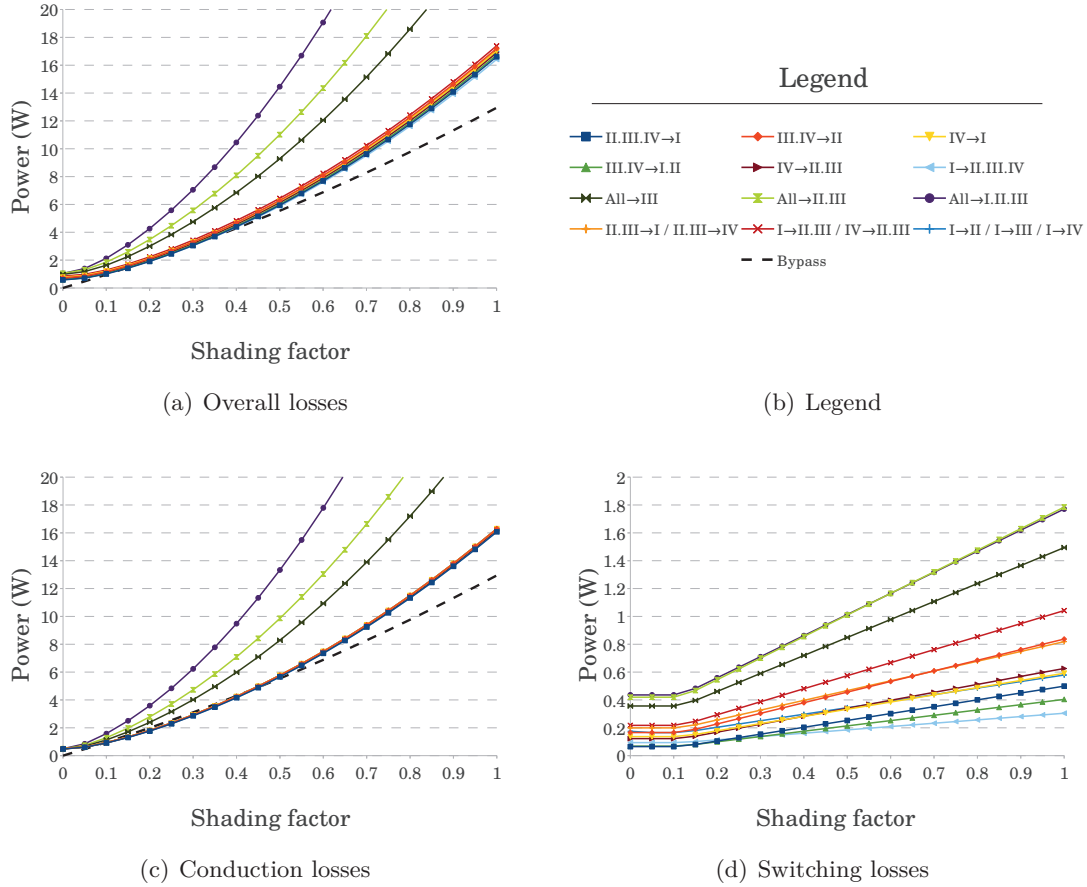 20
18
16
14
12
10
8
6
4
2
0
Power (W)
0 0.1 0.2 0.3 0.4 0.5 0.6 0.7 0.8 0.9 1
Shading factor
(a) Overall losses
Legend
II.III.IV→I III.IV→II IV→I
III.IV→I.II IV→II.III I→II.III.IV
All→III All→II.III All→I.II.III
II.III→I / II.III→IV I→II.III / IV→II.III I→II / I→III / I→IV
Bypass
(b) Legend
20
18
16
14
12
10
8
6
4
2
0
Power (W)
0 0.1 0.2 0.3 0.4 0.5 0.6 0.7 0.8 0.9 1
Shading factor
(c) Conduction losses
2
1.8
1.6
1.4
1.2
1
0.8
0.6
0.4
0.2
0
Power (W)
0 0.1 0.2 0.3 0.4 0.5 0.6 0.7 0.8 0.9 1
Shading factor
(d) Switching losses